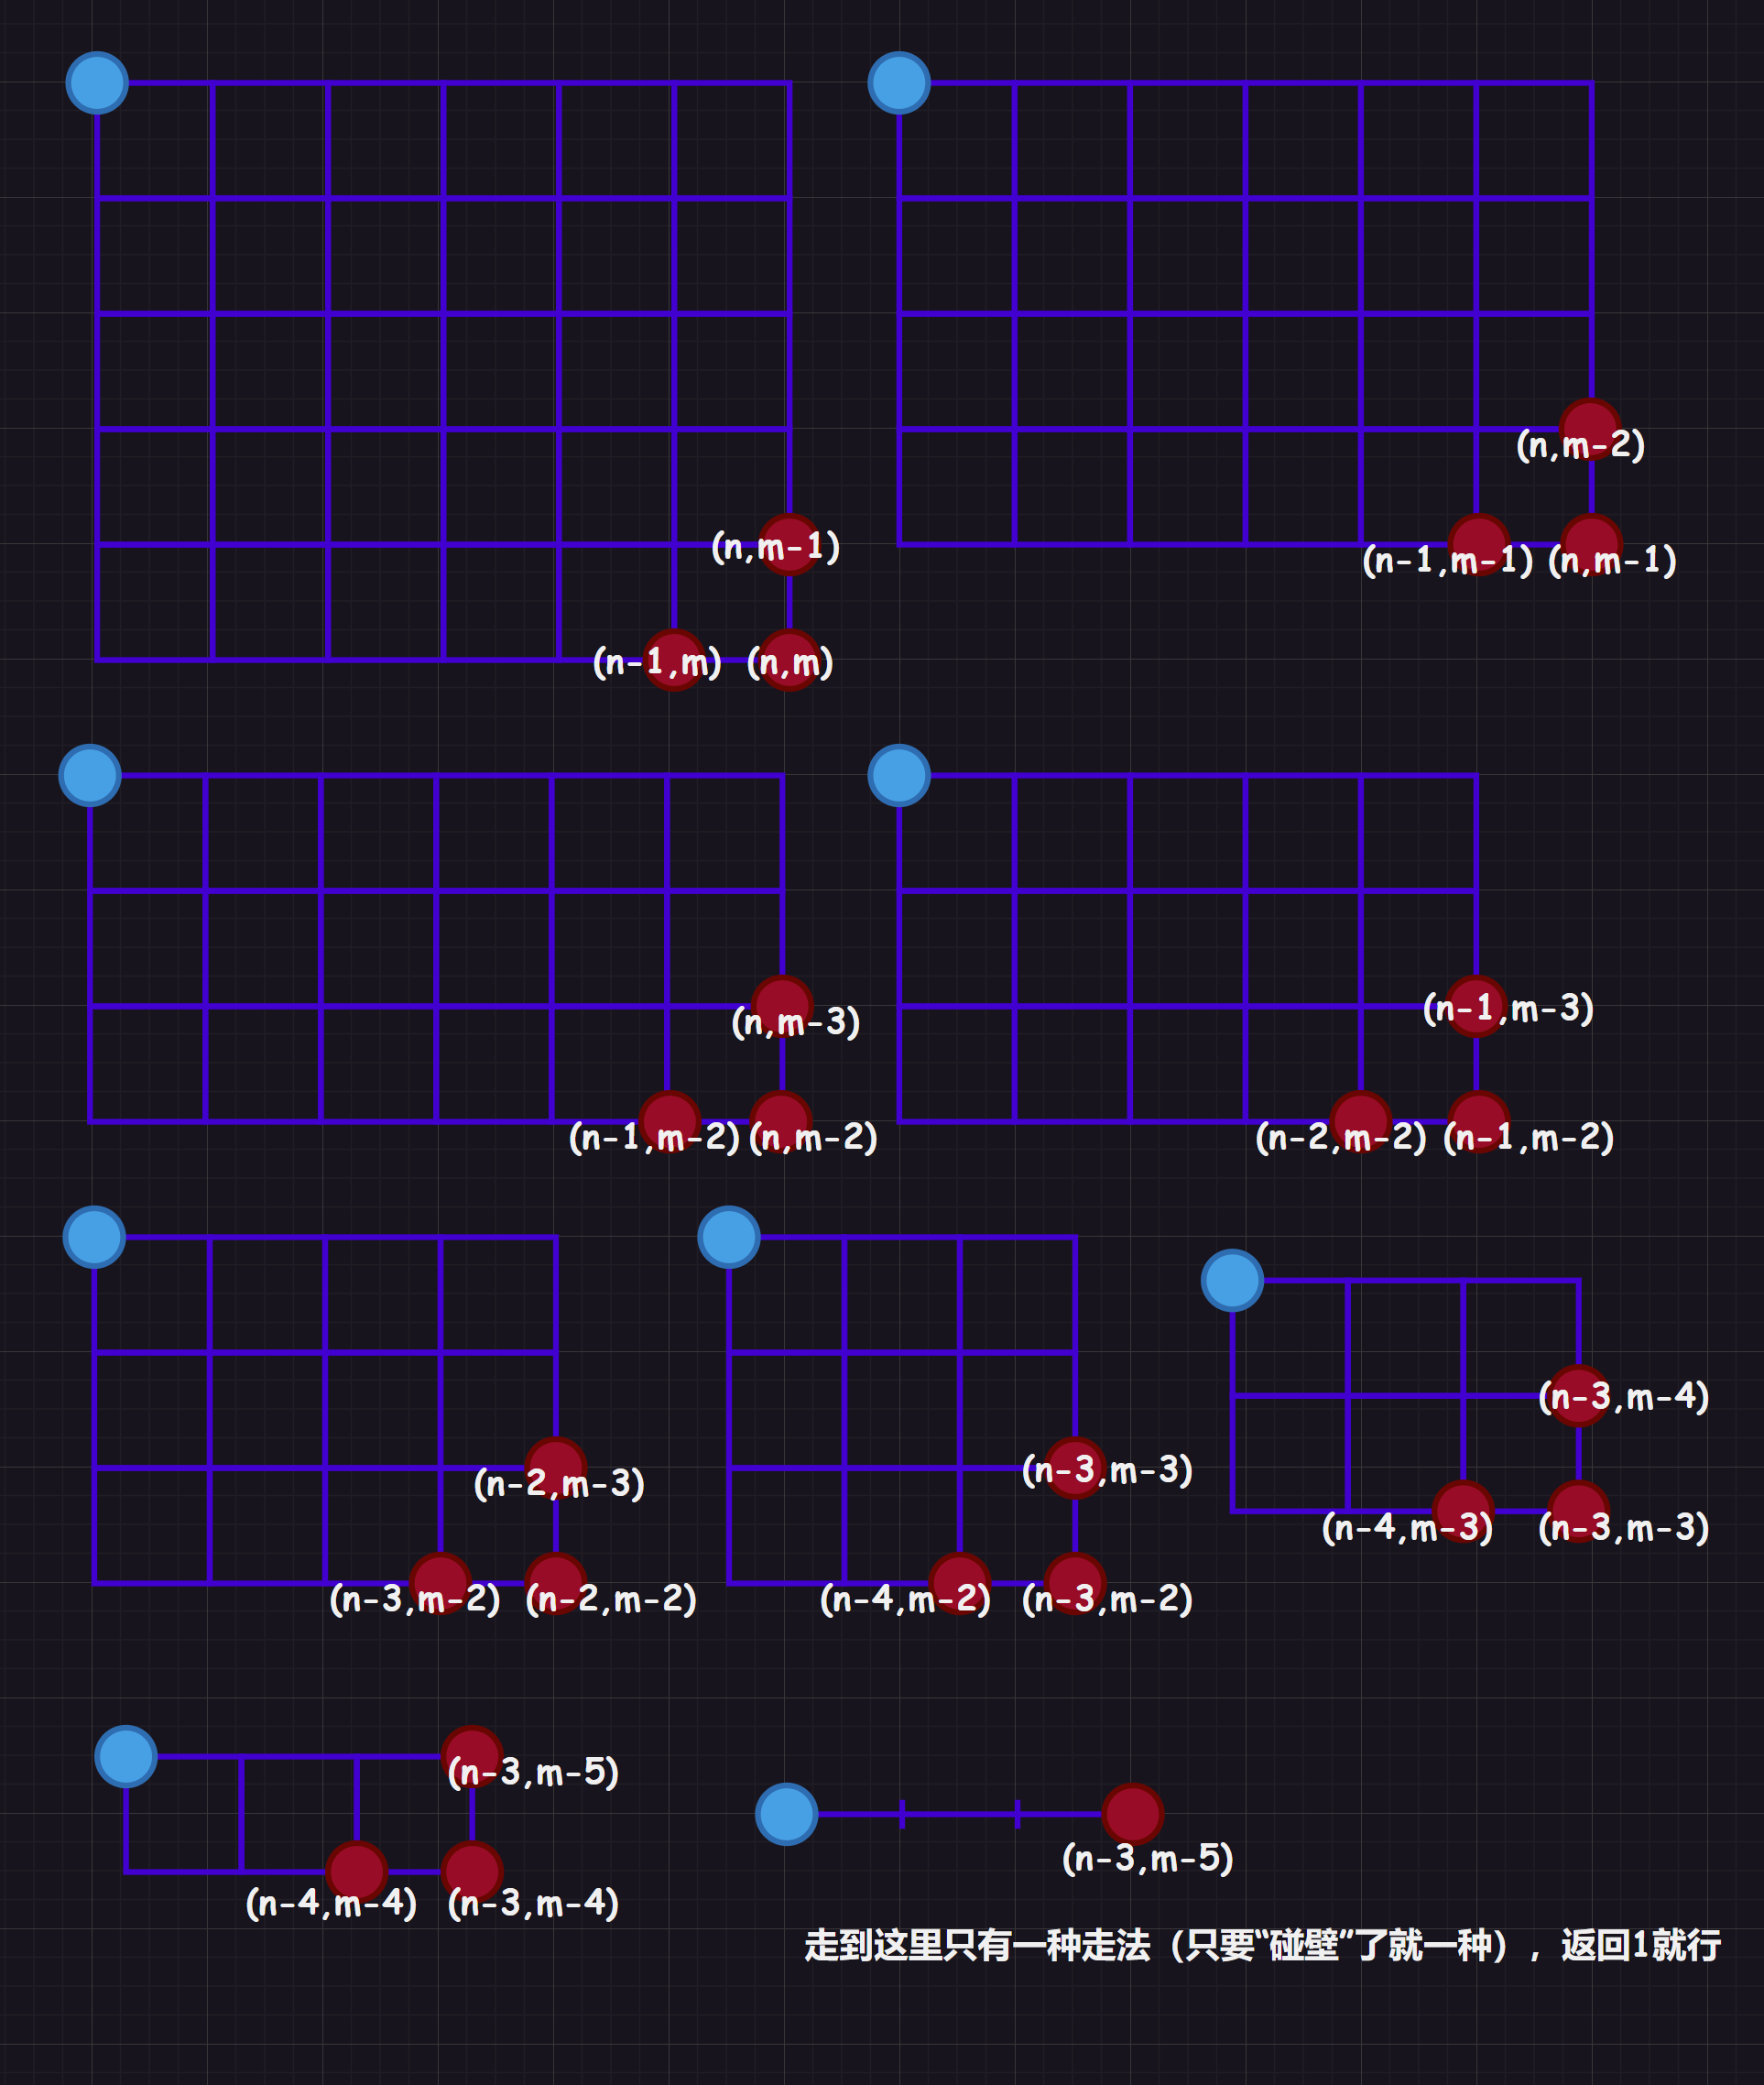 (n,m-1)
(n-1,m) (n,m)
(n,m-2)
(n-1,m-1) (n,m-1)
(n,m-3)
(n-1,m-2) (n,m-2)
(n-1,m-3)
(n-2,m-2) (n-1,m-2)
(n-2,m-3)
(n-3,m-2) (n-2,m-2)
(n-3,m-3)
(n-4,m-2) (n-3,m-2)
(n-3,m-4)
(n-4,m-3) (n-3,m-3)
(n-3,m-5)
(n-4,m-4) (n-3,m-4)
(n-3,m-5)
走到这里只有一种走法（只要“碰壁”了就一种），返回1就行